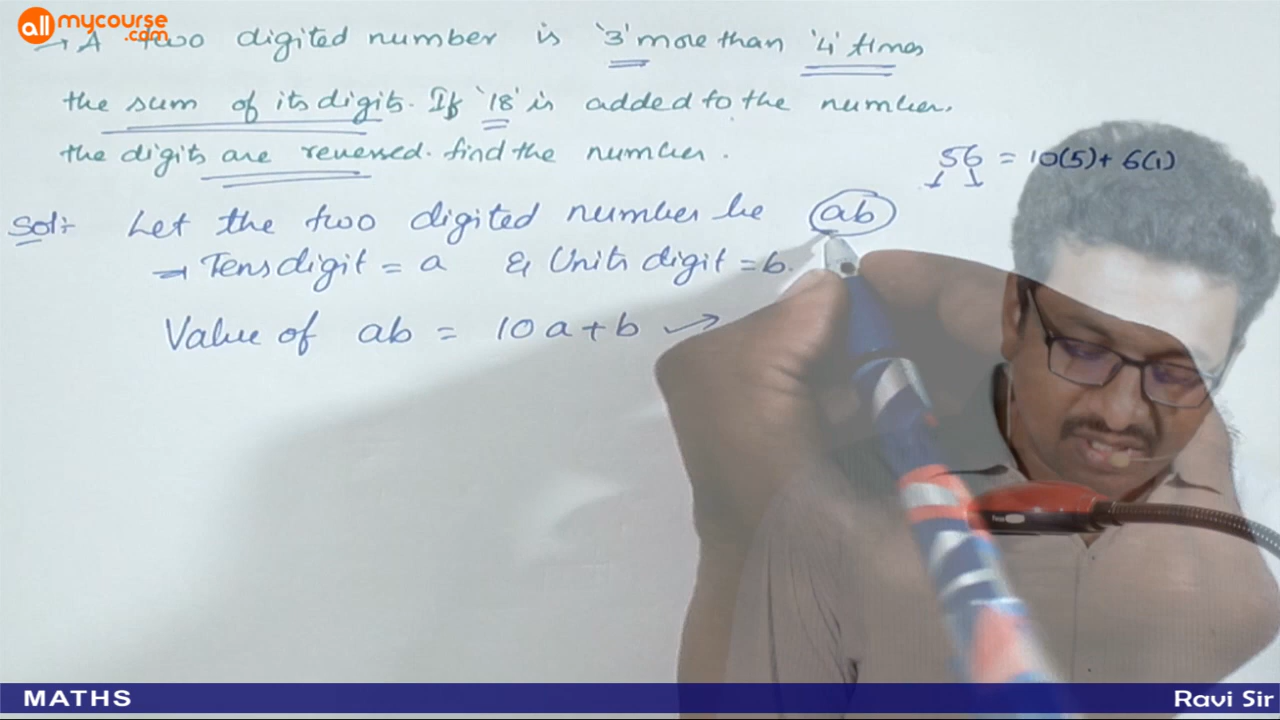 allmycourse
.com
→ A two digited number is '3' more than '4' times
the sum of its digits. If '18' is added to the number,
the digits are reversed. find the number.
56 = 10(5) + 6(1)
Sol:- Let the two digited number be ab
→ Tens digit = a & Units digit = b.
Value of ab = 10a + b
MATHS
Ravi Sir